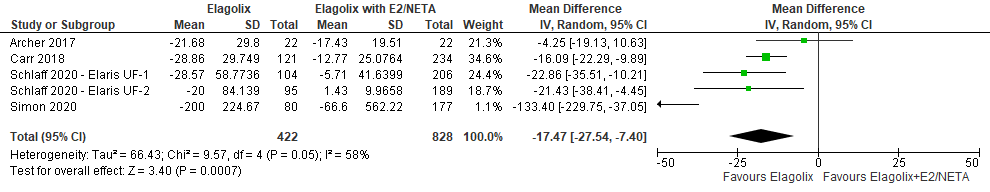 Elagolix Elagolix with E2/NETA Mean Difference Mean Difference
Study or Subgroup Mean SD Total Mean SD Total Weight IV, Random, 95% CI IV, Random, 95% CI
Archer 2017 -21.68 29.8 22 -17.43 19.51 22 21.3% -4.25 [-19.13, 10.63]
Carr 2018 -28.86 29.749 121 -12.77 25.0764 234 34.0% -16.09 [-22.29, -9.89]
Schlaff 2020 - Elaris UF-1 -28.57 58.7736 104 -5.71 41.6399 206 24.4% -22.86 [-35.51, -10.21]
Schlaff 2020 - Elaris UF-2 -20 84.139 95 1.43 9.9658 189 19.2% -21.43 [-38.41, -4.45]
Simon 2020 -200 224.67 80 -66.6 562.22 177 1.1% -133.40 [-229.75, -37.05]
Total (95% CI) 422 828 100.0% -17.47 [-27.54, -7.40]
Heterogeneity: Tau² = 66.43; Chi² = 9.57, df = 4 (P = 0.05); I² = 58%
Test for overall effect: Z = 3.40 (P = 0.0007)
-50 -25 0 25 50
Favours Elagolix Favours Elagolix+E2/NETA